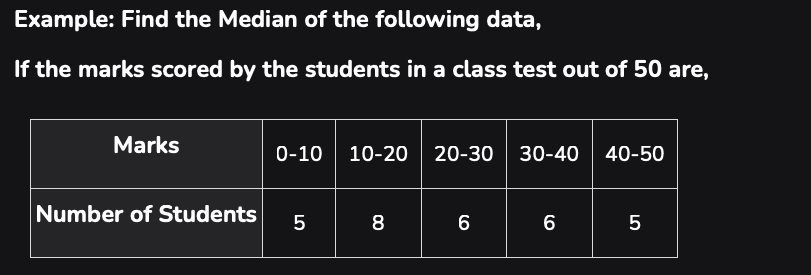 Example: Find the Median of the following data,
If the marks scored by the students in a class test out of 50 are,
Marks 0-10 10-20 20-30 30-40 40-50
Number of Students 5 8 6 6 5